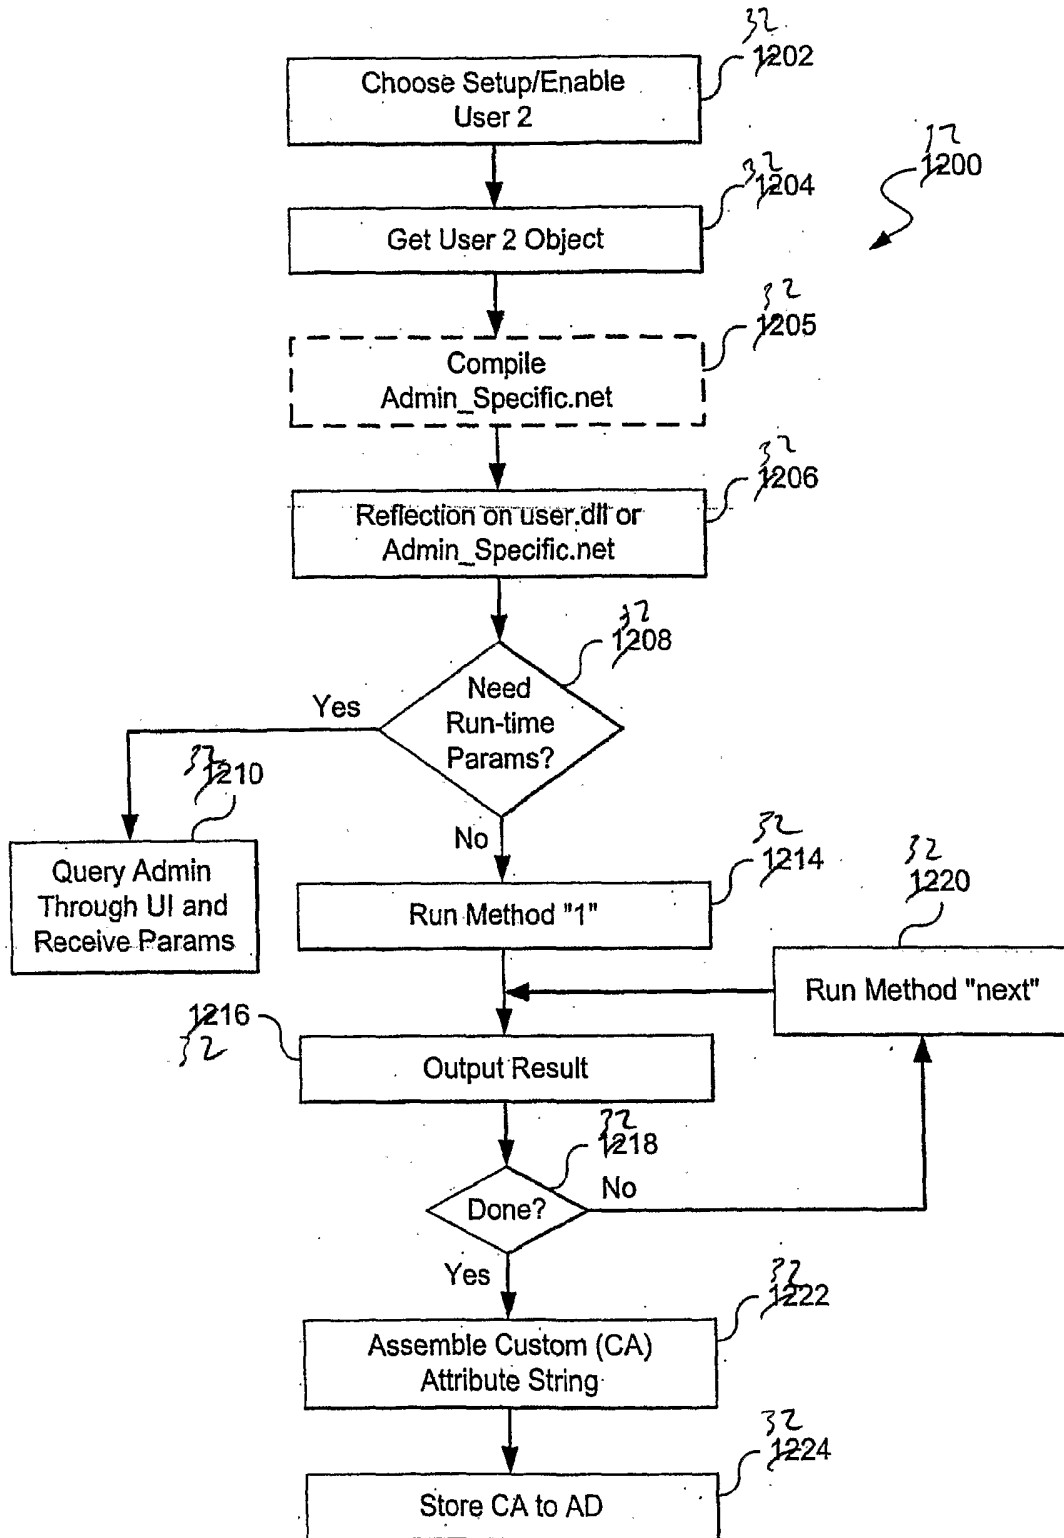 32
1202
Choose Setup/Enable
User 2
32
1200
32
1204
Get User 2 Object
32
1205
Compile
Admin_Specific.net
32
1206
Reflection on user.dll or
Admin_Specific.net
32
1208
Need
Run-time
Params?
Yes
32
1210
Query Admin
Through UI and
Receive Params
No
32
1214
Run Method "1"
32
1220
Run Method "next"
1216
32
Output Result
32
1218
Done?
No
Yes
32
1222
Assemble Custom (CA)
Attribute String
32
1224
Store CA to AD